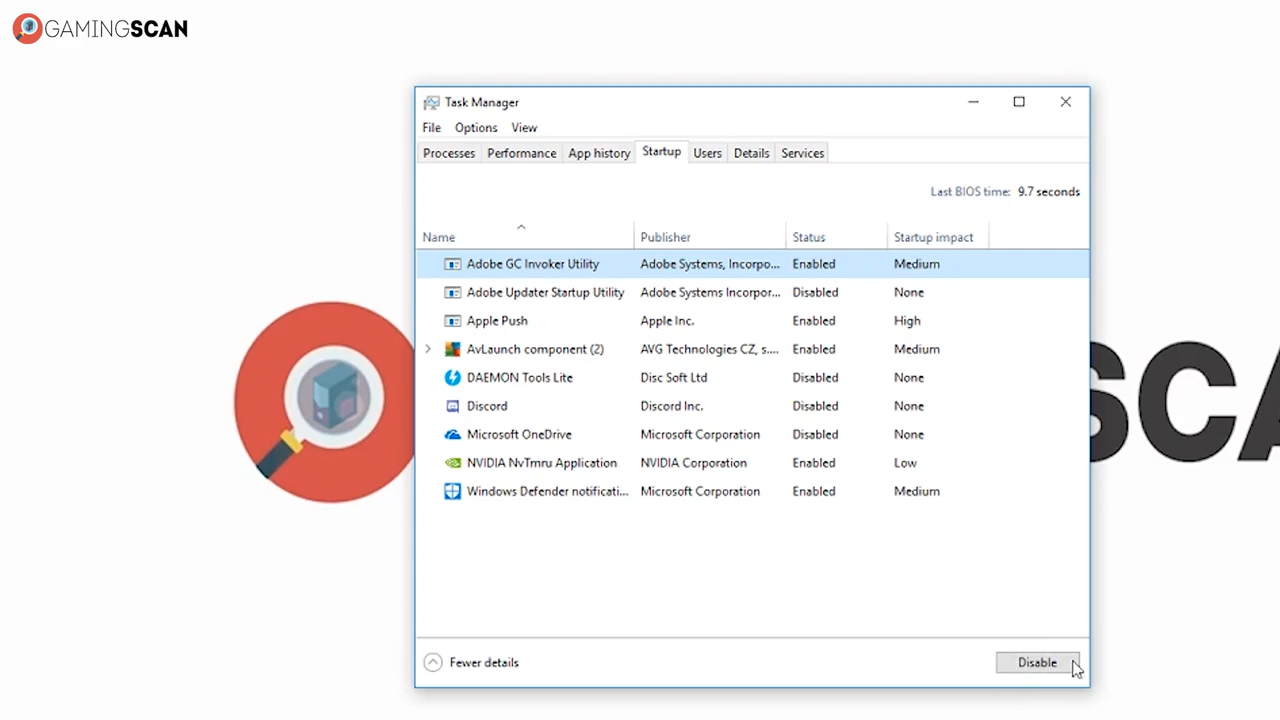 GAMINGSCAN
Task Manager
File Options View
Processes Performance App history Startup Users Details Services
Last BIOS time: 9.7 seconds
Name Publisher Status Startup impact
Adobe GC Invoker Utility Adobe Systems, Incorpo... Enabled Medium
Adobe Updater Startup Utility Adobe Systems Incorpor... Disabled None
Apple Push Apple Inc. Enabled High
AvLaunch component (2) AVG Technologies CZ, s.... Enabled Medium
DAEMON Tools Lite Disc Soft Ltd Disabled None
Discord Discord Inc. Disabled None
Microsoft OneDrive Microsoft Corporation Disabled None
NVIDIA NvTmru Application NVIDIA Corporation Enabled Low
Windows Defender notificati... Microsoft Corporation Enabled Medium
SCA
Fewer details Disable